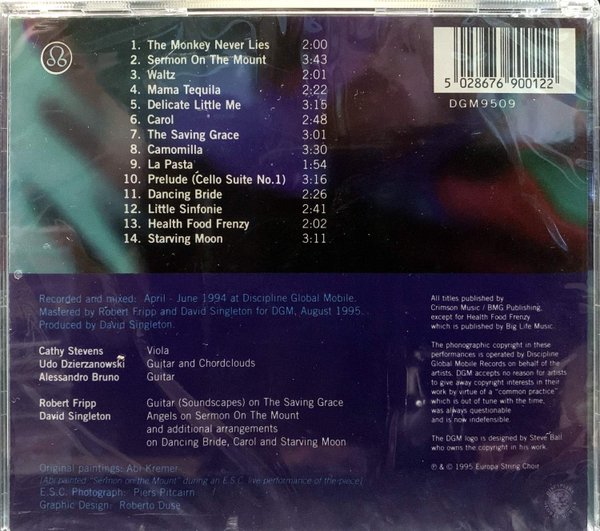 1. The Monkey Never Lies 2:00
2. Sermon On The Mount 3:43
3. Waltz 2:01
4. Mama Tequila 2:22
5. Delicate Little Me 3:15
6. Carol 2:48
7. The Saving Grace 3:01
8. Camomilla 3:30
9. La Pasta 1:54
10. Prelude (Cello Suite No.1) 3:16
11. Dancing Bride 2:26
12. Little Sinfonie 2:41
13. Health Food Frenzy 2:02
14. Starving Moon 3:11
5 028676 900122
DGM9509
Recorded and mixed: April - June 1994 at Discipline Global Mobile.
Mastered by Robert Fripp and David Singleton for DGM, August 1995.
Produced by David Singleton.
Cathy Stevens Viola
Udo Dzierzanowski Guitar and Chordclouds
Alessandro Bruno Guitar
Robert Fripp Guitar (Soundscapes) on The Saving Grace
David Singleton Angels on Sermon On The Mount
and additional arrangements
on Dancing Bride, Carol and Starving Moon
Original paintings: Abi Kremer
[Abi painted "Sermon on the Mount" during an E.S.C. live performance of the piece]
E.S.C. Photograph: Piers Pitcairn
Graphic Design: Roberto Duse
All titles published by
Crimson Music / BMG Publishing,
except for Health Food Frenzy
which is published by Big Life Music.
The phonographic copyright in these
performances is operated by Discipline
Global Mobile Records on behalf of the
artists. DGM accepts no reason for artists
to give away copyright interests in their
work by virtue of a "common practice"
which is out of tune with the time,
was always questionable
and is now indefensible.
The DGM logo is designed by Steve Ball
who owns the copyright in his work.
℗ & © 1995 Europa String Choir